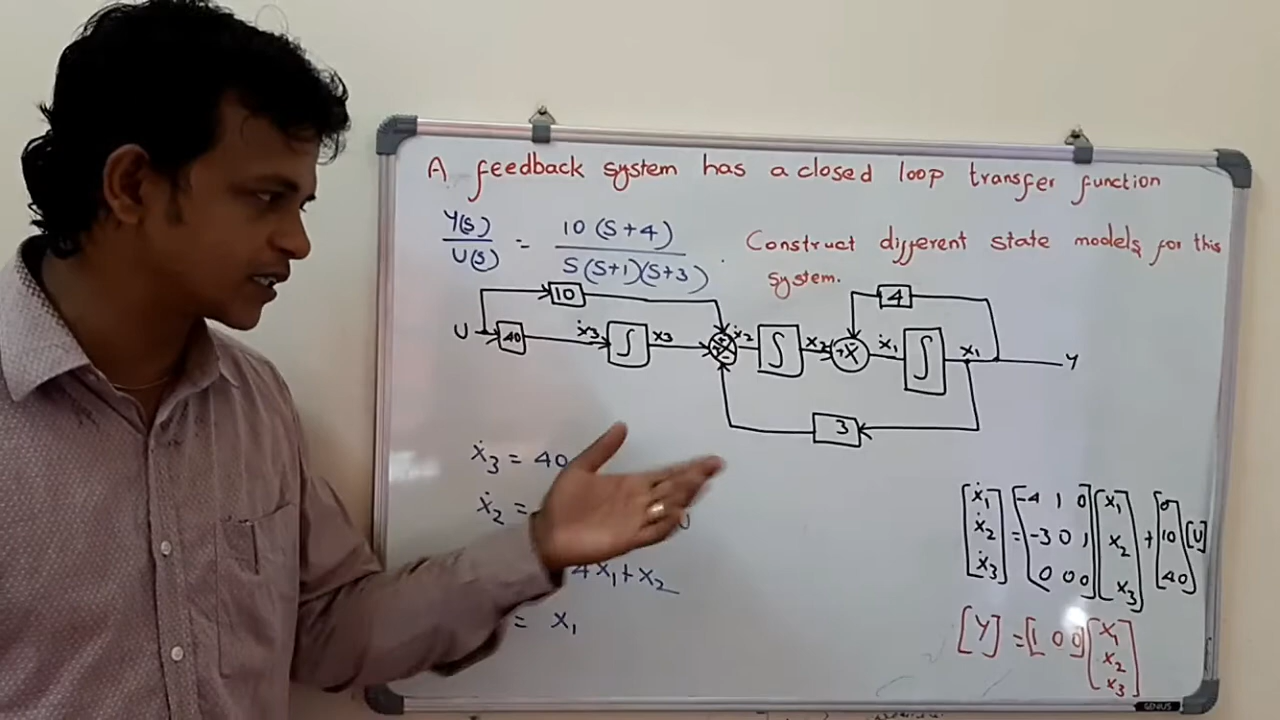 A feedback system has a closed loop transfer function
Y(s)/U(s) = 10(S+4)/S(S+1)(S+3) . Construct different state models for this
system.
10 4
U 40 ẋ3 ∫ x3 + + - ẋ2 ∫ x2 + - ẋ1 ∫ x1 Y
3
ẋ3 = 40
ẋ2 = U
4x1 + x2
= x1
[ẋ1 ẋ2 ẋ3] = [-4 1 0 -3 0 1 0 0 0] [x1 x2 x3] + [0 10 40] [U]
[Y] = [1 0 0] [x1 x2 x3]
GENIUS